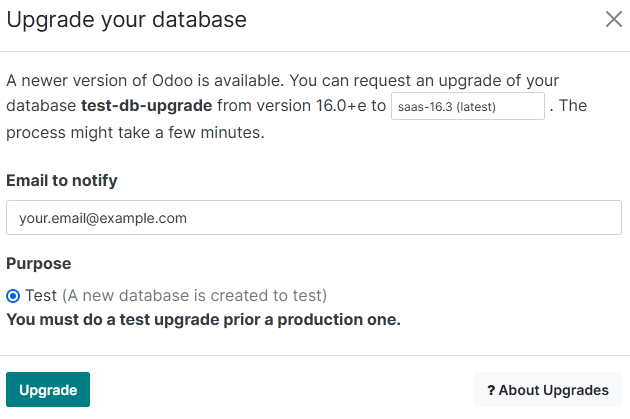 Upgrade your database
A newer version of Odoo is available. You can request an upgrade of your
database test-db-upgrade from version 16.0+e to saas-16.3 (latest) . The
process might take a few minutes.
Email to notify
your.email@example.com
Purpose
Test (A new database is created to test)
You must do a test upgrade prior a production one.
Upgrade
? About Upgrades